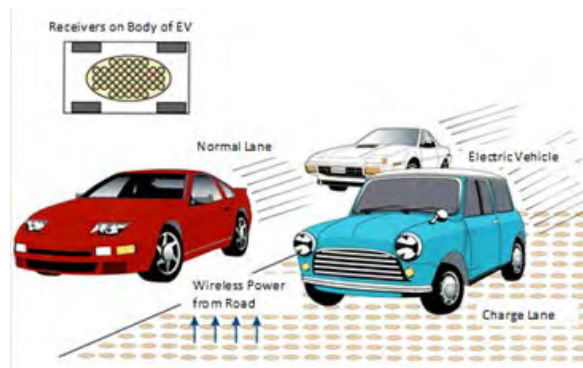 Receivers on Body of EV
Normal Lane
Electric Vehicle
Wireless Power
from Road
Charge Lane